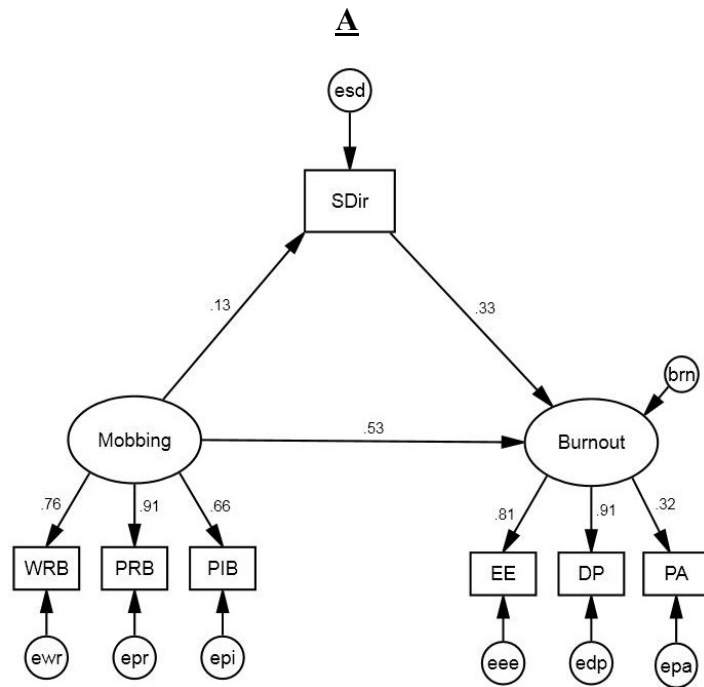 A
esd
SDir
.13
.33
brn
Mobbing
.53
Burnout
.76
.91
.66
.81
.91
.32
WRB
PRB
PIB
EE
DP
PA
ewr
epr
epi
eee
edp
epa